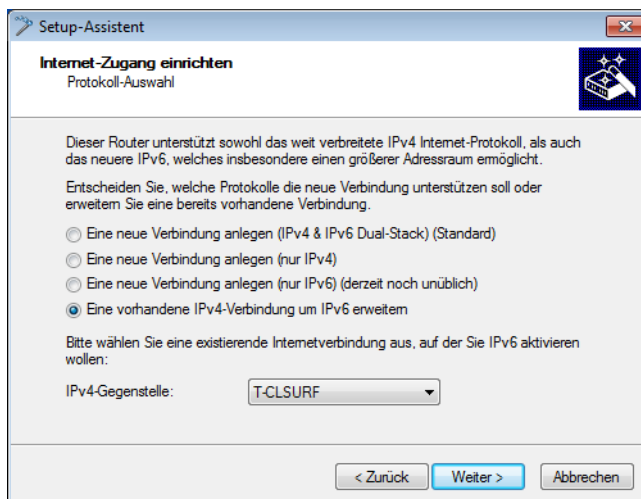 Setup-Assistent
Internet-Zugang einrichten
Protokoll-Auswahl
Dieser Router unterstützt sowohl das weit verbreitete IPv4 Internet-Protokoll, als auch
das neuere IPv6, welches insbesondere einen größerer Adressraum ermöglicht.
Entscheiden Sie, welche Protokolle die neue Verbindung unterstützen soll oder
erweitern Sie eine bereits vorhandene Verbindung.
Eine neue Verbindung anlegen (IPv4 & IPv6 Dual-Stack) (Standard)
Eine neue Verbindung anlegen (nur IPv4)
Eine neue Verbindung anlegen (nur IPv6) (derzeit noch unüblich)
Eine vorhandene IPv4-Verbindung um IPv6 erweitern
Bitte wählen Sie eine existierende Internetverbindung aus, auf der Sie IPv6 aktivieren
wollen:
IPv4-Gegenstelle: T-CLSURF
< Zurück Weiter > Abbrechen